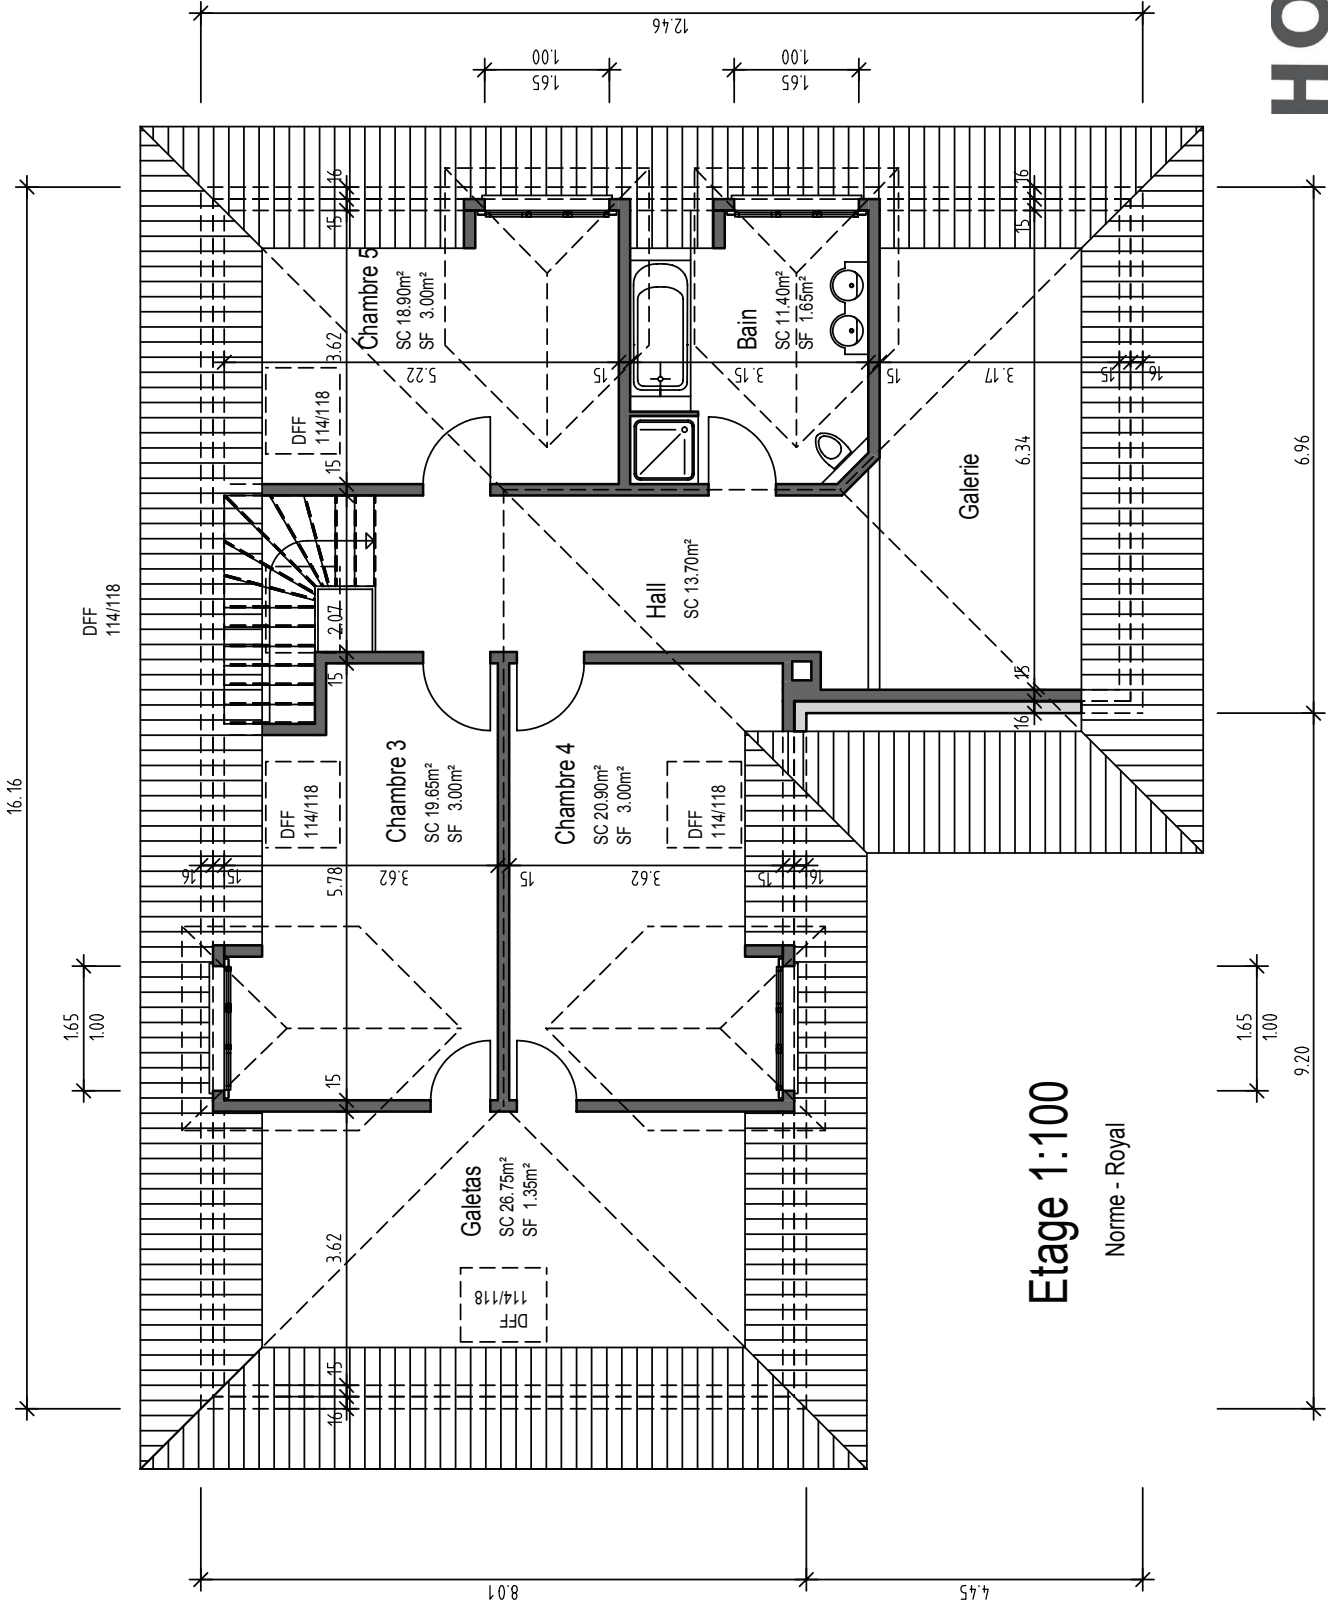 12.46
1.00
1.65
1.00
1.65
HO
16.16
16
15
16
15
Chambre 5
SC 18.90m²
SF 3.00m²
3.62
5.22
15
DFF
114/118
15
Bain
SC 11.40m²
SF 1.65m²
3.15
15
3.17
15
16
6.34
6.96
Galerie
DFF
114/118
2.07
15
Hall
SC 13.70m²
15
16
Chambre 3
SC 19.65m²
SF 3.00m²
DFF
114/118
Chambre 4
SC 20.90m²
SF 3.00m²
DFF
114/118
16
15
5.78
3.62
15
3.62
15
16
1.65
1.00
15
1.65
1.00
9.20
Galetas
SC 26.75m²
SF 1.35m²
3.62
DFF
114/118
15
16
Etage 1:100
Norme - Royal
8.01
4.45